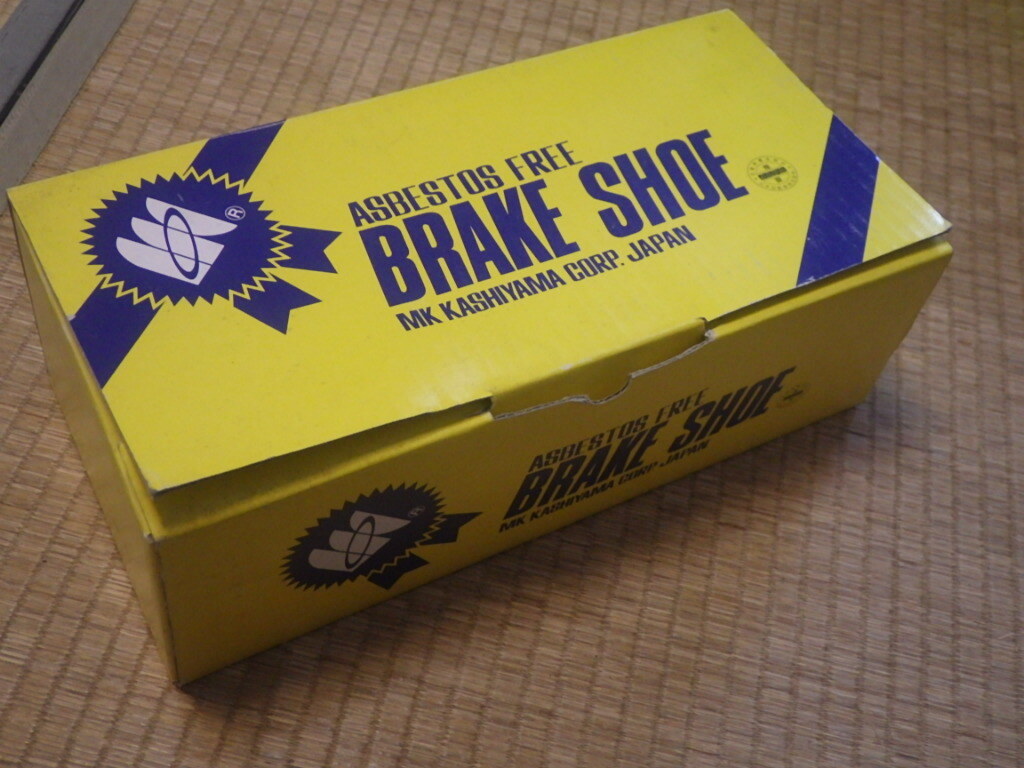 ASBESTOS FREE
BRAKE SHOE
MK KASHIYAMA CORP. JAPAN
®
ASBESTOS FREE
BRAKE SHOE
MK KASHIYAMA CORP. JAPAN
®